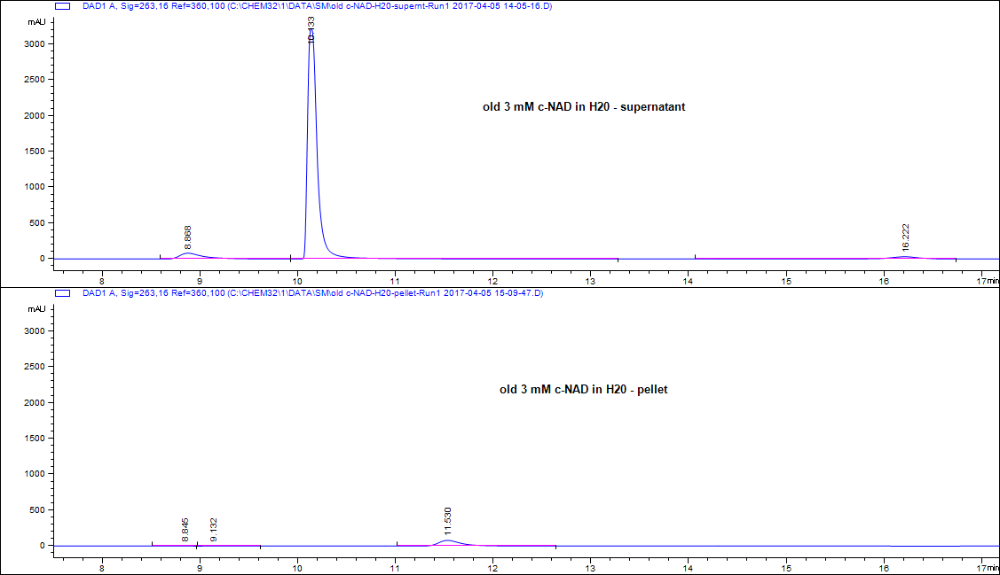 DAD1 A, Sig=263,16 Ref=360,100 (C:\CHEM32\1\DATA\SM\old c-NAD-H20-supernt-Run1 2017-04-05 14-05-16.D)
mAU
10.133
3000
2500
old 3 mM c-NAD in H20 - supernatant
2000
1500
1000
500
8.868
16.222
0
8 9 10 11 12 13 14 15 16 17 min
DAD1 A, Sig=263,16 Ref=360,100 (C:\CHEM32\1\DATA\SM\old c-NAD-H20-pellet-Run1 2017-04-05 15-09-47.D)
mAU
3000
2500
old 3 mM c-NAD in H20 - pellet
2000
1500
1000
500
8.845
9.132
11.530
0
8 9 10 11 12 13 14 15 16 17 min